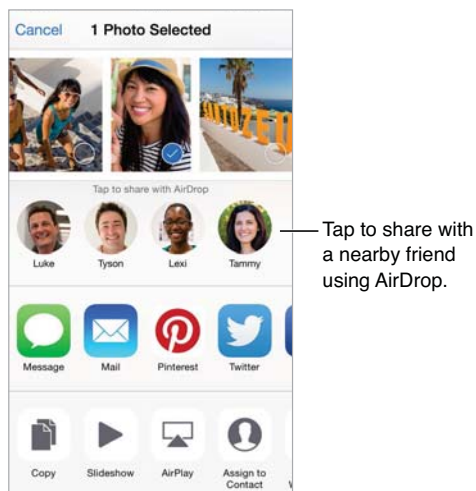 Cancel 1 Photo Selected
Tap to share with AirDrop
Luke Tyson Lexi Tammy
Tap to share with
a nearby friend
using AirDrop.
Message Mail Pinterest Twitter
Copy Slideshow AirPlay Assign to
Contact